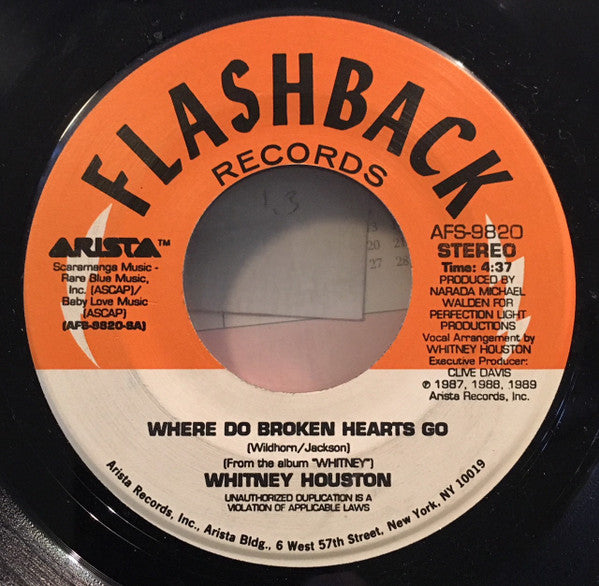 FLASHBACK
RECORDS
ARISTA™
Scaramanga Music -
Rare Blue Music,
Inc. (ASCAP)/
Baby Love Music
(ASCAP)
(AFS-9820-SA)
AFS-9820
STEREO
Time: 4:37
PRODUCED BY
NARADA MICHAEL
WALDEN FOR
PERFECTION LIGHT
PRODUCTIONS
Vocal Arrangement by
WHITNEY HOUSTON
Executive Producer:
CLIVE DAVIS
℗ 1987, 1988, 1989
Arista Records, Inc.
13
20
27 28
WHERE DO BROKEN HEARTS GO
(Wildhorn/Jackson)
(From the album "WHITNEY")
WHITNEY HOUSTON
UNAUTHORIZED DUPLICATION IS A
VIOLATION OF APPLICABLE LAWS
Arista Records, Inc., Arista Bldg., 6 West 57th Street, New York, NY 10019